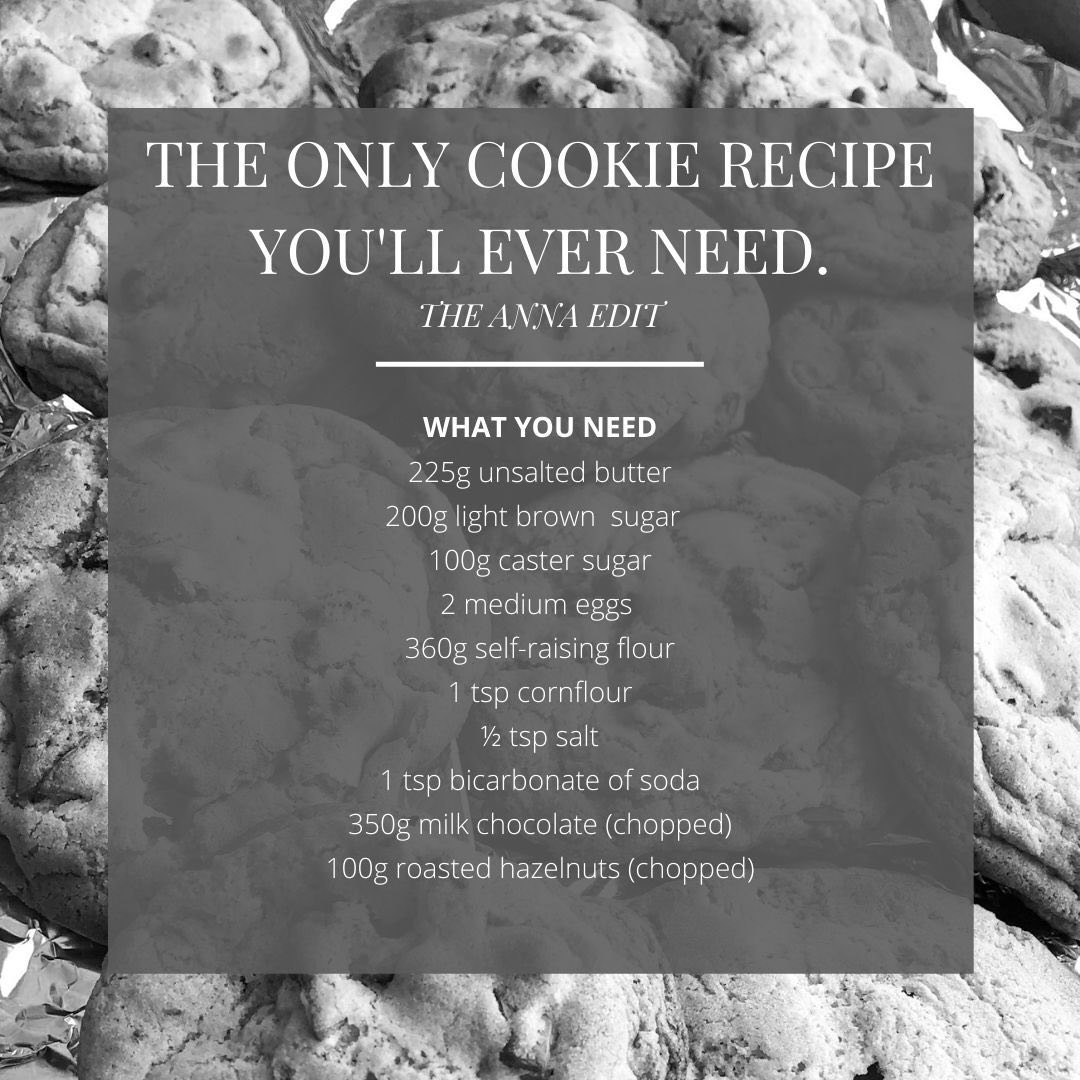 THE ONLY COOKIE RECIPE
YOU'LL EVER NEED.
THE ANNA EDIT
WHAT YOU NEED
225g unsalted butter
200g light brown  sugar
100g caster sugar
2 medium eggs
360g self-raising flour
1 tsp cornflour
½ tsp salt
1 tsp bicarbonate of soda
350g milk chocolate (chopped)
100g roasted hazelnuts (chopped)